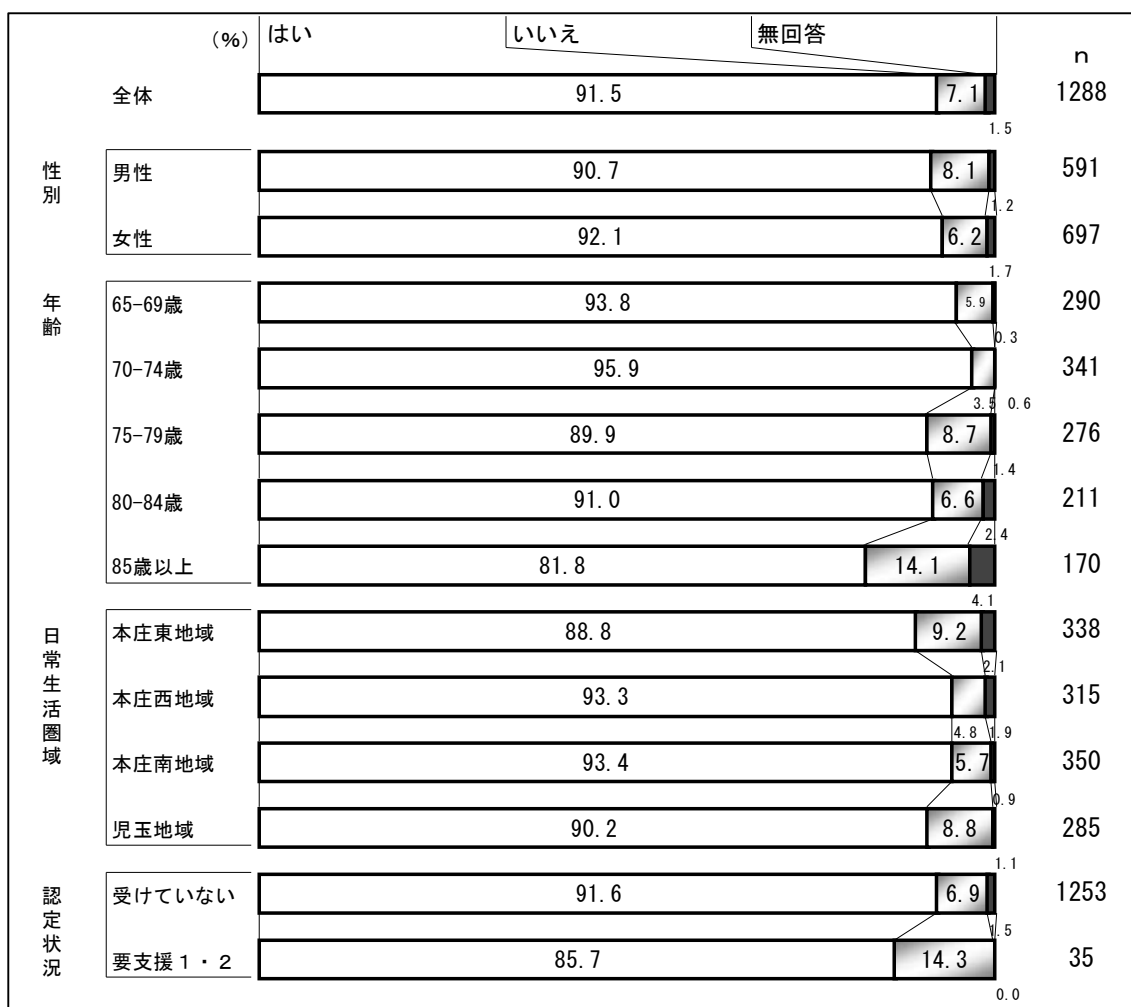 (%) はい いいえ 無回答 n
全体 91.5 7.1 1288
1.5
性別
男性 90.7 8.1 591
1.2
女性 92.1 6.2 697
1.7
年齢
65-69歳 93.8 5.9 290
0.3
70-74歳 95.9 341
3.5 0.6
75-79歳 89.9 8.7 276
1.4
80-84歳 91.0 6.6 211
2.4
85歳以上 81.8 14.1 170
4.1
日常生活圏域
本庄東地域 88.8 9.2 338
2.1
本庄西地域 93.3 315
4.8 1.9
本庄南地域 93.4 5.7 350
0.9
児玉地域 90.2 8.8 285
1.1
認定状況
受けていない 91.6 6.9 1253
1.5
要支援1・2 85.7 14.3 35
0.0